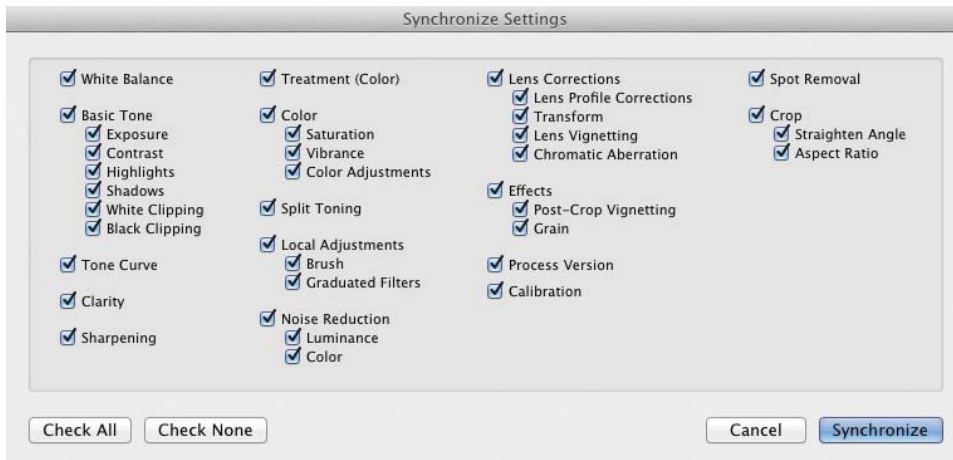 Synchronize Settings
White Balance
Basic Tone
Exposure
Contrast
Highlights
Shadows
White Clipping
Black Clipping
Tone Curve
Clarity
Sharpening
Treatment (Color)
Color
Saturation
Vibrance
Color Adjustments
Split Toning
Local Adjustments
Brush
Graduated Filters
Noise Reduction
Luminance
Color
Lens Corrections
Lens Profile Corrections
Transform
Lens Vignetting
Chromatic Aberration
Effects
Post-Crop Vignetting
Grain
Process Version
Calibration
Spot Removal
Crop
Straighten Angle
Aspect Ratio
Check All
Check None
Cancel
Synchronize